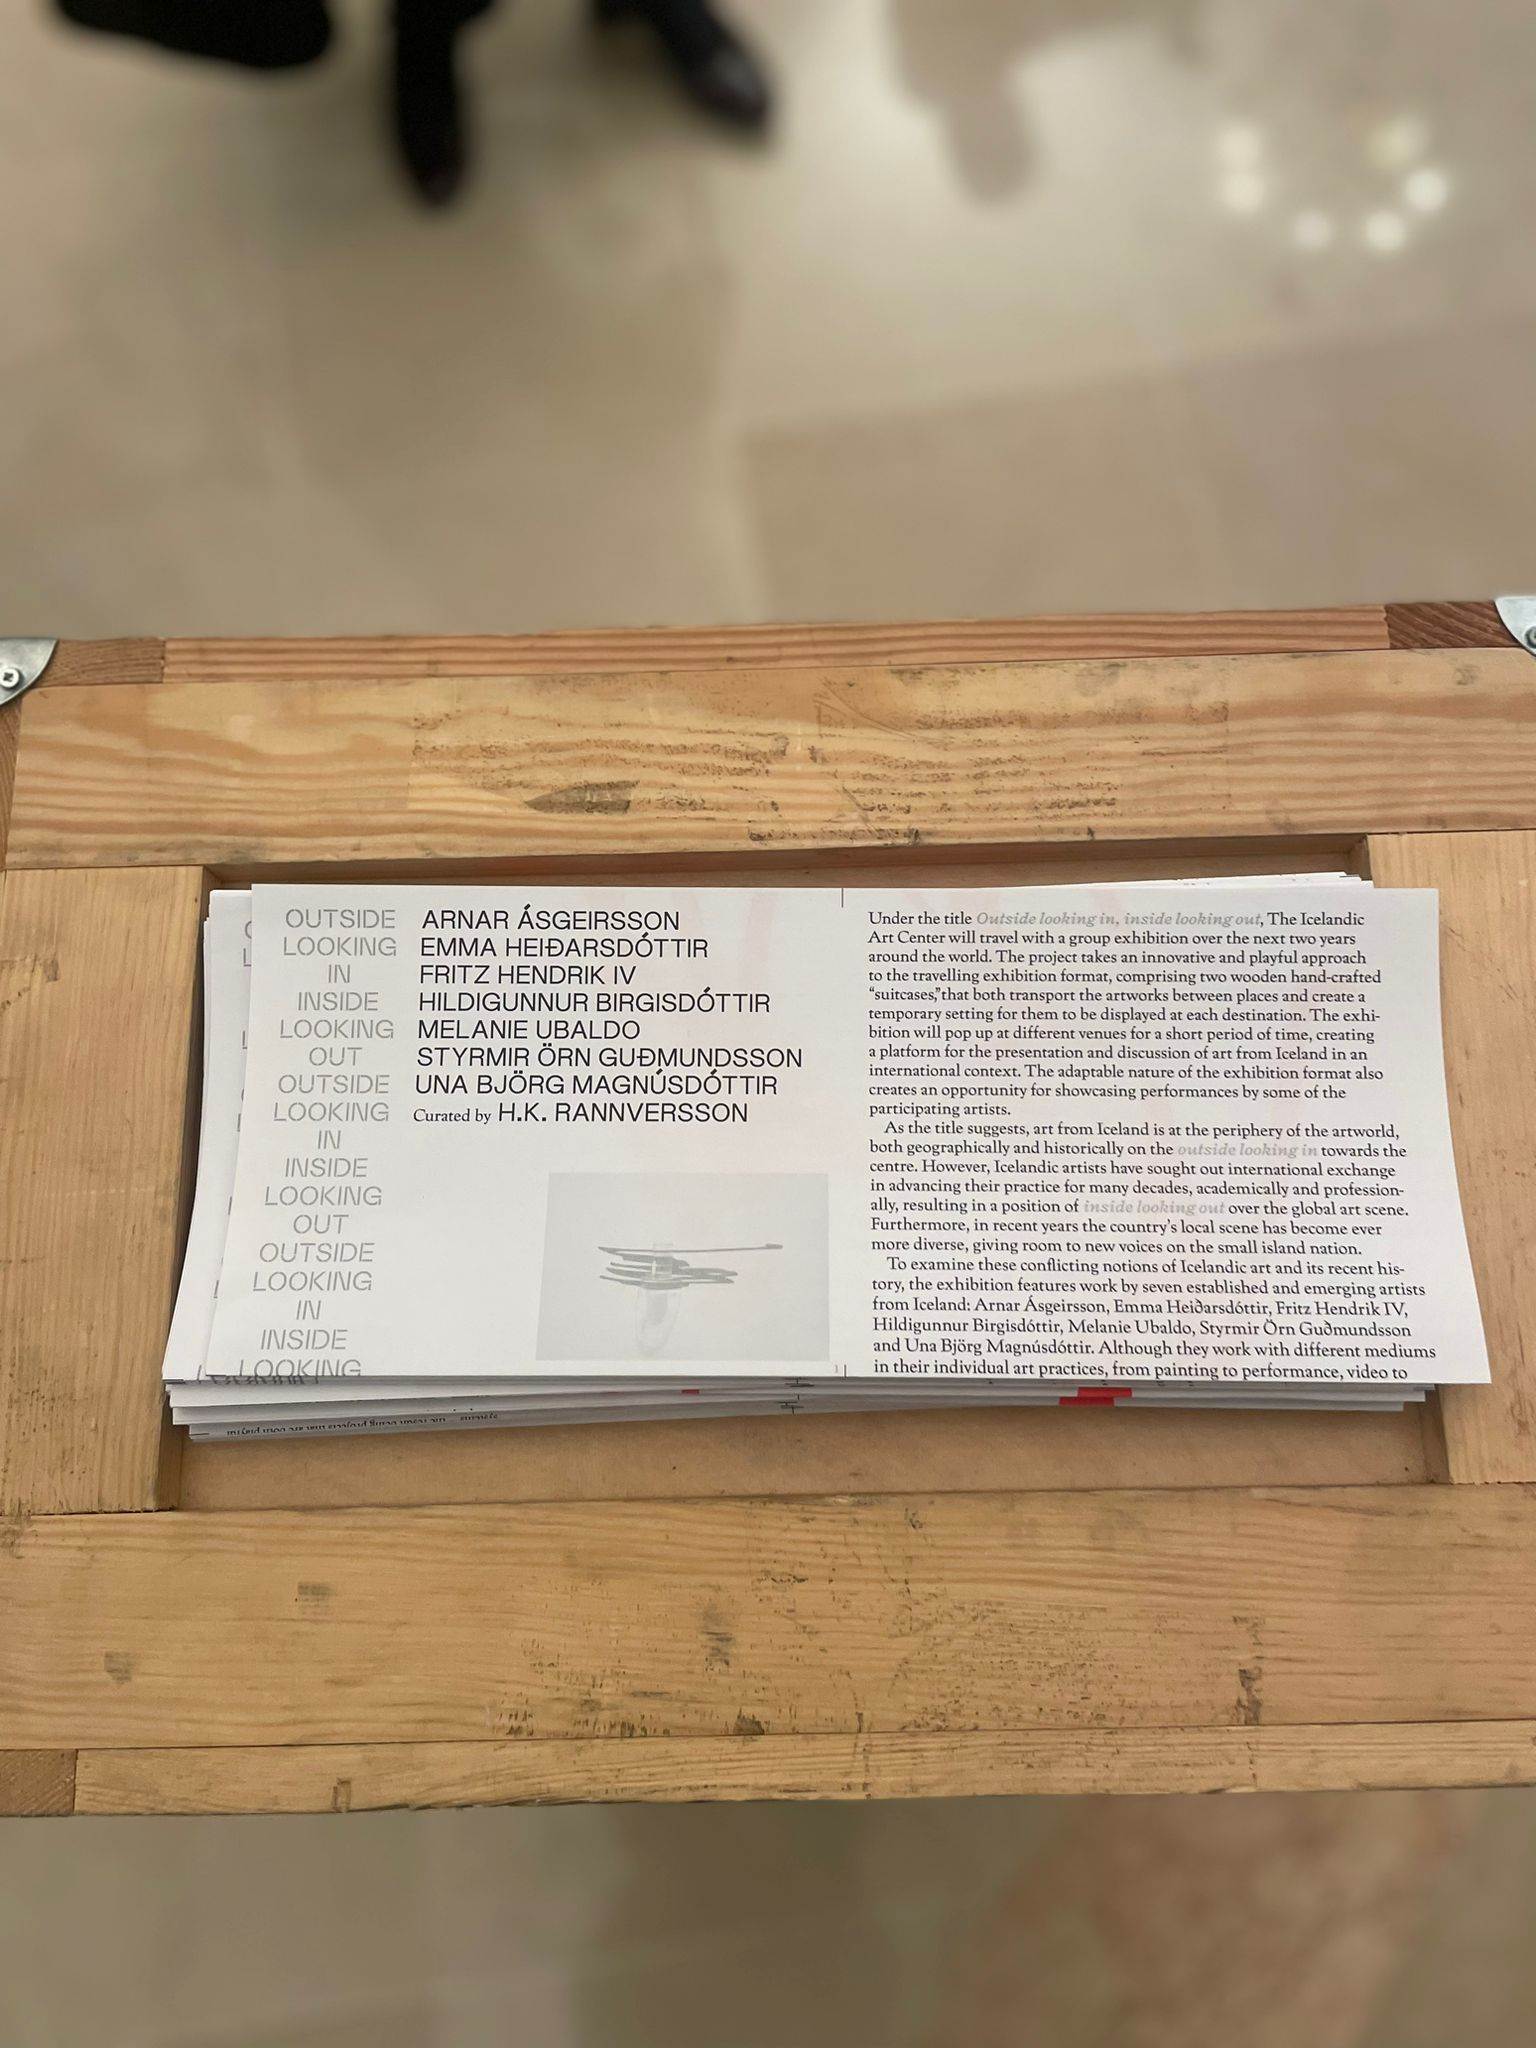 OUTSIDE
LOOKING
IN
INSIDE
LOOKING
OUT
OUTSIDE
LOOKING
IN
INSIDE
LOOKING
OUT
OUTSIDE
LOOKING
IN
INSIDE
LOOKING
ARNAR ÁSGEIRSSON
EMMA HEIÐARSDÓTTIR
FRITZ HENDRIK IV
HILDIGUNNUR BIRGISDÓTTIR
MELANIE UBALDO
STYRMIR ÖRN GUÐMUNDSSON
UNA BJÖRG MAGNÚSDÓTTIR
Curated by H.K. RANNVERSSON
Under the title Outside looking in, inside looking out, The Icelandic
Art Center will travel with a group exhibition over the next two years
around the world. The project takes an innovative and playful approach
to the travelling exhibition format, comprising two wooden hand-crafted
“suitcases,”that both transport the artworks between places and create a
temporary setting for them to be displayed at each destination. The exhi-
bition will pop up at different venues for a short period of time, creating
a platform for the presentation and discussion of art from Iceland in an
international context. The adaptable nature of the exhibition format also
creates an opportunity for showcasing performances by some of the
participating artists.
As the title suggests, art from Iceland is at the periphery of the artworld,
both geographically and historically on the outside looking in towards the
centre. However, Icelandic artists have sought out international exchange
in advancing their practice for many decades, academically and profession-
ally, resulting in a position of inside looking out over the global art scene.
Furthermore, in recent years the country’s local scene has become ever
more diverse, giving room to new voices on the small island nation.
To examine these conflicting notions of Icelandic art and its recent his-
tory, the exhibition features work by seven established and emerging artists
from Iceland: Arnar Ásgeirsson, Emma Heiðarsdóttir, Fritz Hendrik IV,
Hildigunnur Birgisdóttir, Melanie Ubaldo, Styrmir Örn Guðmundsson
and Una Björg Magnúsdóttir. Although they work with different mediums
in their individual art practices, from painting to performance, video to